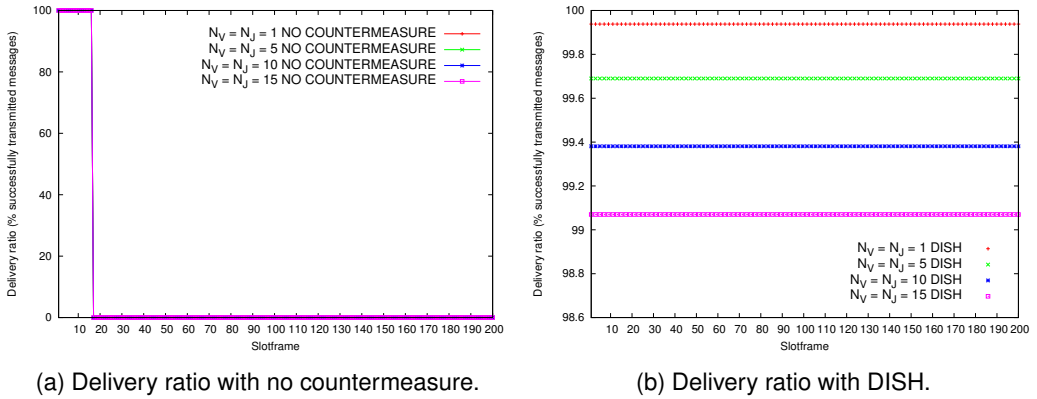 Delivery ratio (% successfully transmitted messages)
100
80
60
40
20
0
N_V = N_J = 1 NO COUNTERMEASURE
N_V = N_J = 5 NO COUNTERMEASURE
N_V = N_J = 10 NO COUNTERMEASURE
N_V = N_J = 15 NO COUNTERMEASURE
10 20 30 40 50 60 70 80 90 100 110 120 130 140 150 160 170 180 190 200
Slotframe
(a) Delivery ratio with no countermeasure.
Delivery ratio (% successfully transmitted messages)
100
99.8
99.6
99.4
99.2
99
98.8
98.6
N_V = N_J = 1 DISH
N_V = N_J = 5 DISH
N_V = N_J = 10 DISH
N_V = N_J = 15 DISH
10 20 30 40 50 60 70 80 90 100 110 120 130 140 150 160 170 180 190 200
Slotframe
(b) Delivery ratio with DISH.